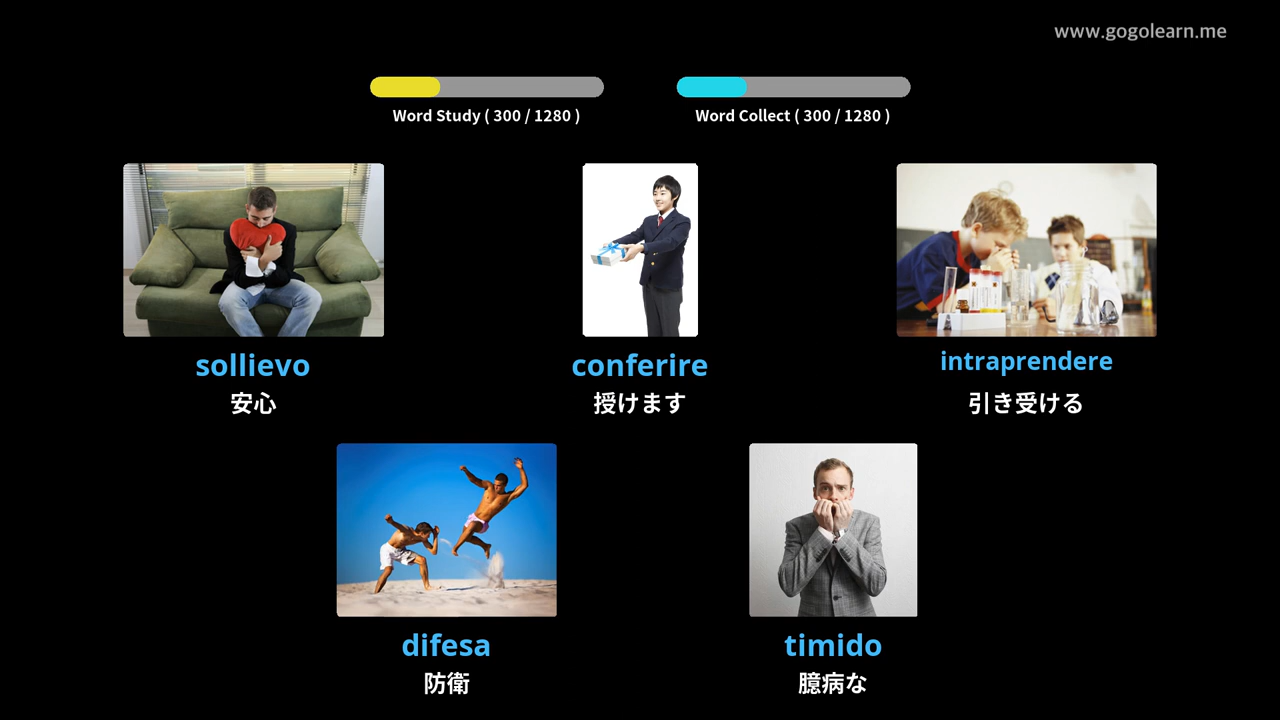 www.gogolearn.me
Word Study ( 300 / 1280 )
Word Collect ( 300 / 1280 )
sollievo
安心
conferire
授けます
intraprendere
引き受ける
difesa
防衛
timido
臆病な